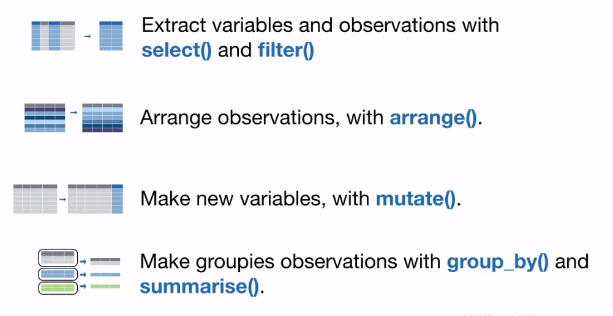 Extract variables and observations with
select() and filter()
Arrange observations, with arrange().
Make new variables, with mutate().
Make groupies observations with group_by() and
summarise().